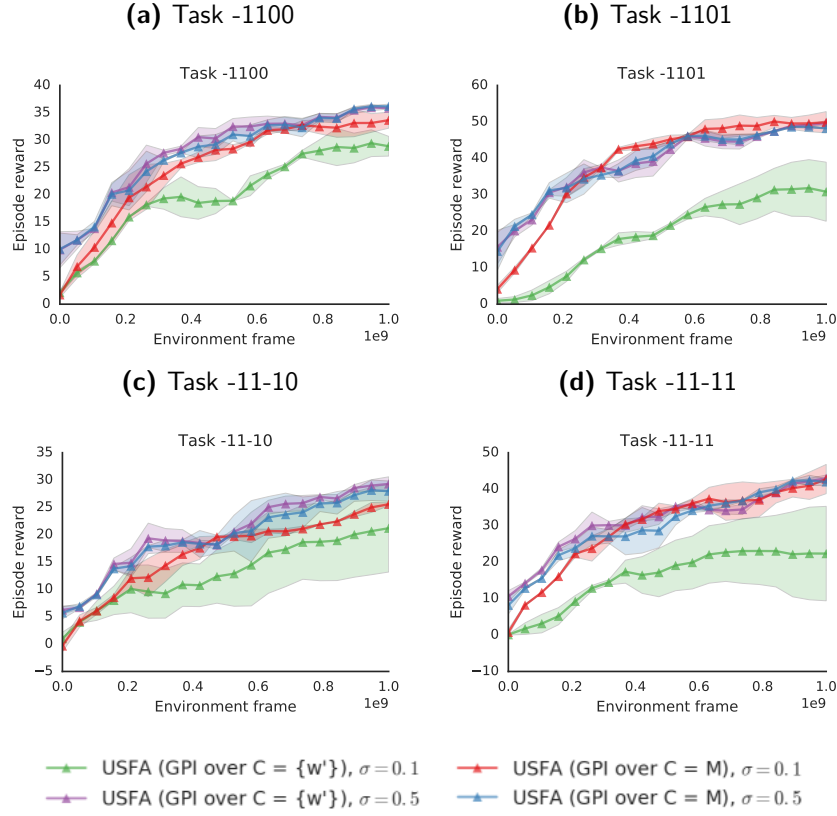 (a) Task -1100
(b) Task -1101
Task -1100
40
35
30
25
20
15
10
5
0
Episode reward
0.0 0.2 0.4 0.6 0.8 1.0
Environment frame
1e9
Task -1101
60
50
40
30
20
10
0
Episode reward
0.0 0.2 0.4 0.6 0.8 1.0
Environment frame
1e9
(c) Task -11-10
(d) Task -11-11
Task -11-10
35
30
25
20
15
10
5
0
−5
Episode reward
0.0 0.2 0.4 0.6 0.8 1.0
Environment frame
1e9
Task -11-11
50
40
30
20
10
0
−10
Episode reward
0.0 0.2 0.4 0.6 0.8 1.0
Environment frame
1e9
USFA (GPI over C = {w'}), σ = 0.1
USFA (GPI over C = M), σ = 0.1
USFA (GPI over C = {w'}), σ = 0.5
USFA (GPI over C = M), σ = 0.5